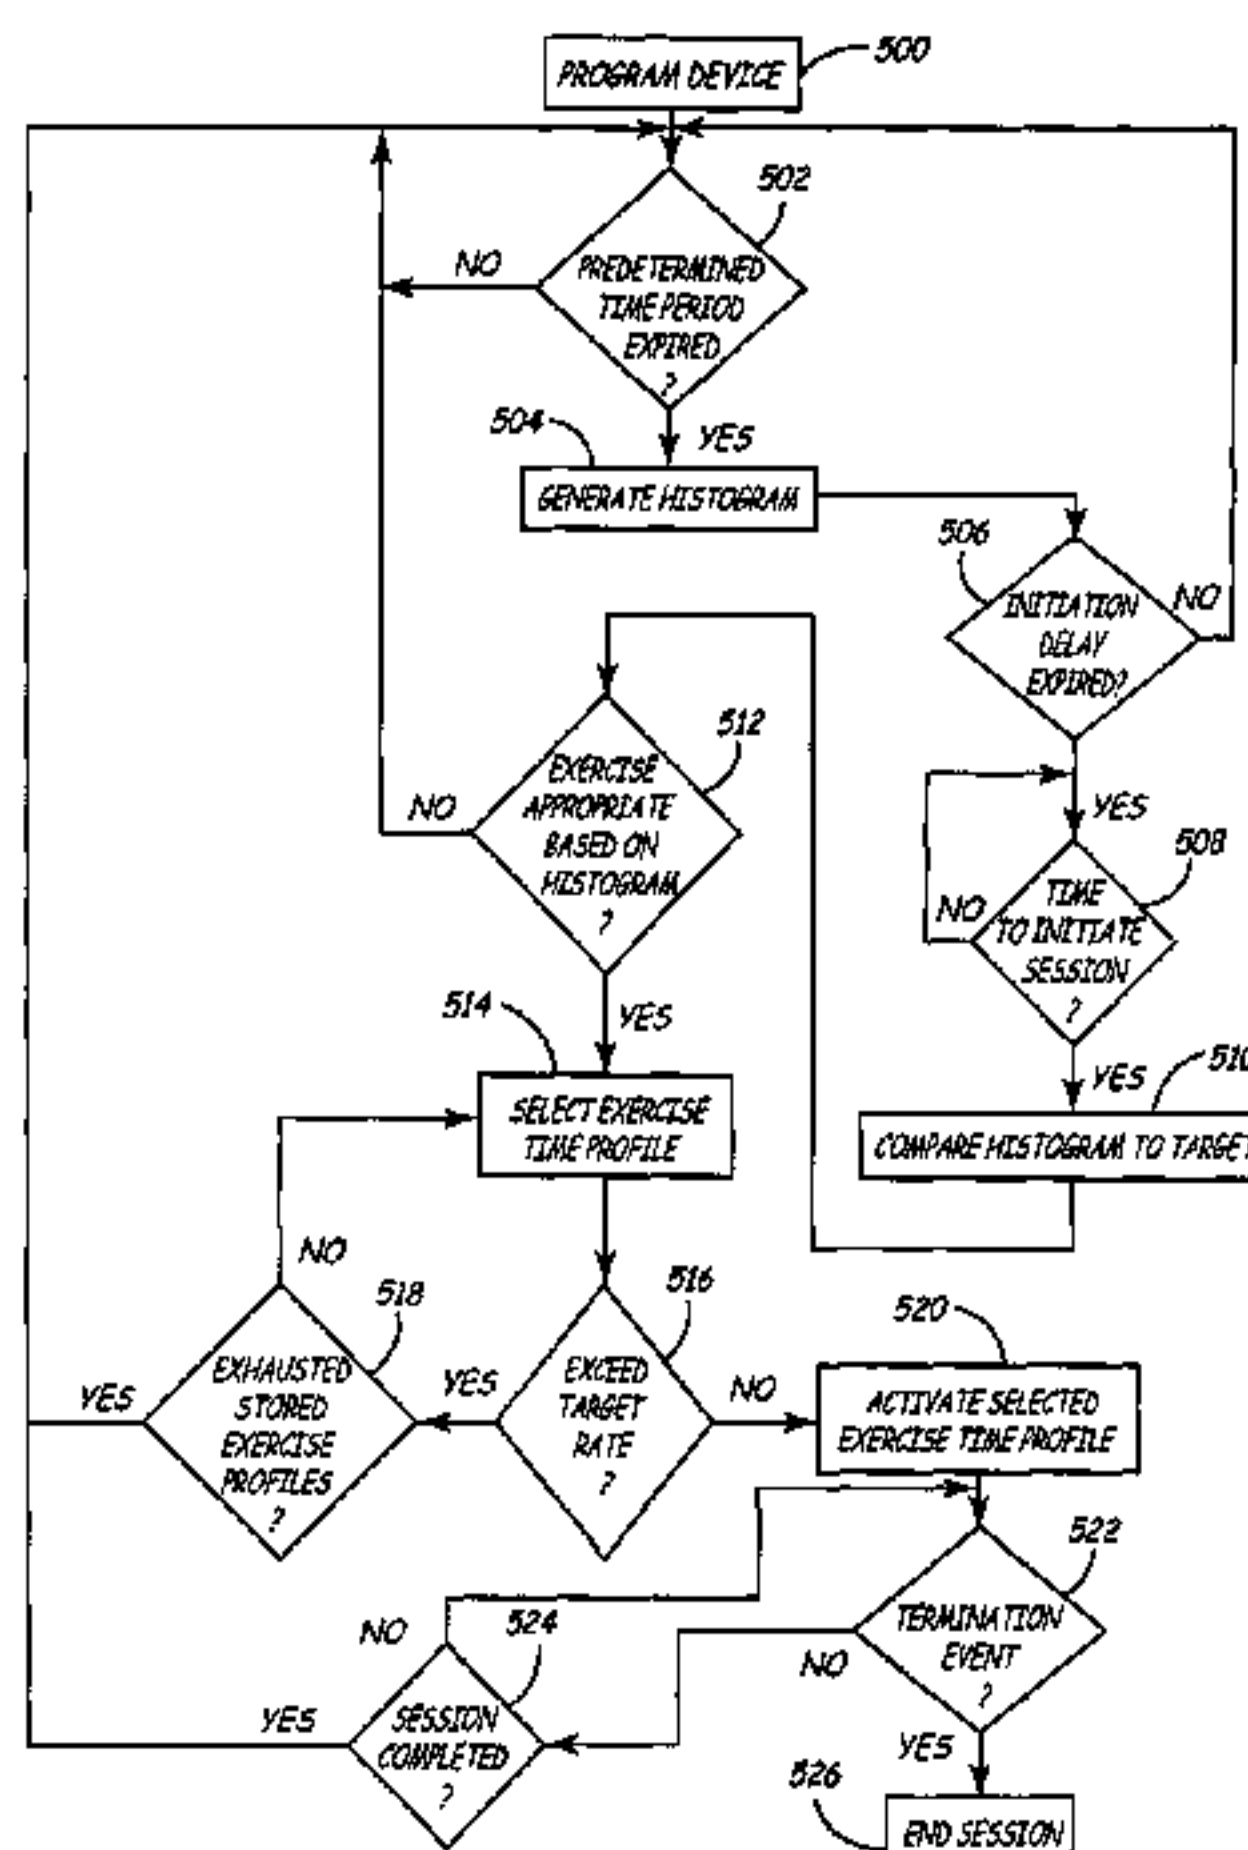 500
PROGRAM DEVICE
502
NO
PREDETERMINED
TIME PERIOD
EXPIRED
?
504
YES
GENERATE HISTOGRAM
506
INITIATION
DELAY
EXPIRED?
NO
512
EXERCISE
APPROPRIATE
BASED ON
HISTOGRAM
?
NO
YES
508
TIME
TO INITIATE
SESSION
?
NO
514
YES
YES
510
SELECT EXERCISE
TIME PROFILE
COMPARE HISTOGRAM TO TARGET
NO
518
516
520
YES
EXHAUSTED
STORED
EXERCISE
PROFILES
?
YES
EXCEED
TARGET
RATE
?
NO
ACTIVATE SELECTED
EXERCISE TIME PROFILE
522
NO
524
TERMINATION
EVENT
?
NO
YES
SESSION
COMPLETED
?
YES
526
END SESSION